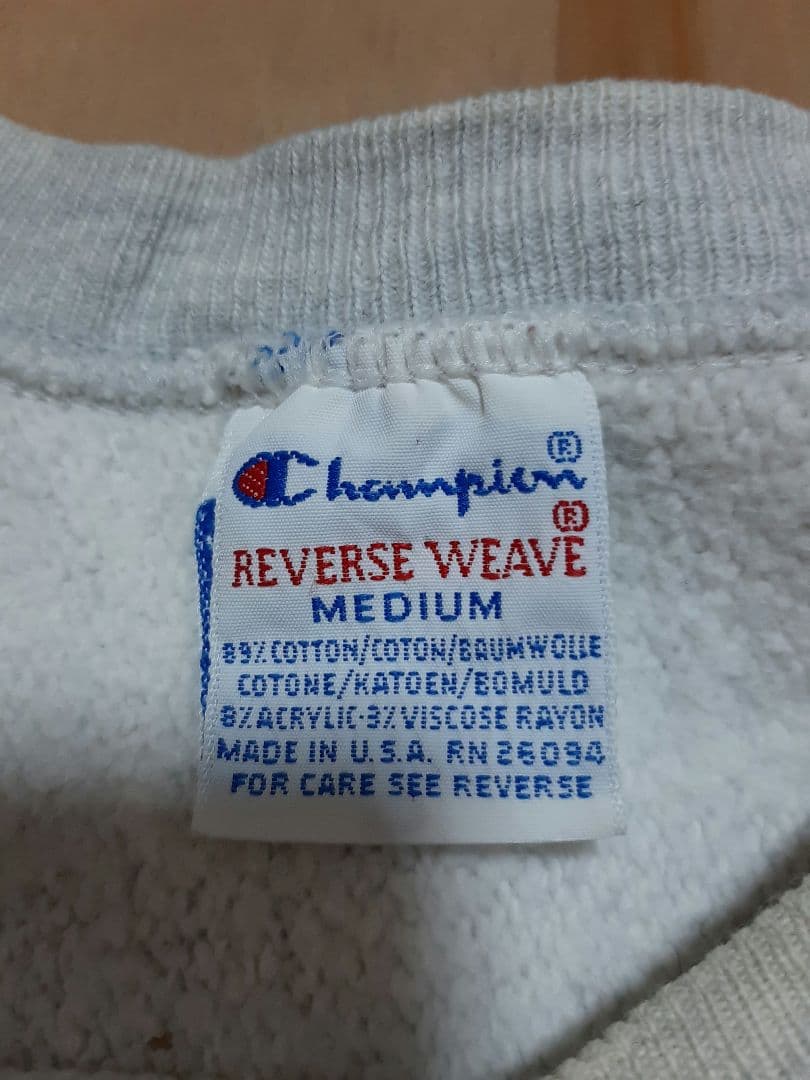 Champion®
REVERSE WEAVE®
MEDIUM
89% COTTON/COTON/BAUMWOLLE
COTONE/KATOEN/BOMULD
8% ACRYLIC-3% VISCOSE RAYON
MADE IN U.S.A. RN 26094
FOR CARE SEE REVERSE